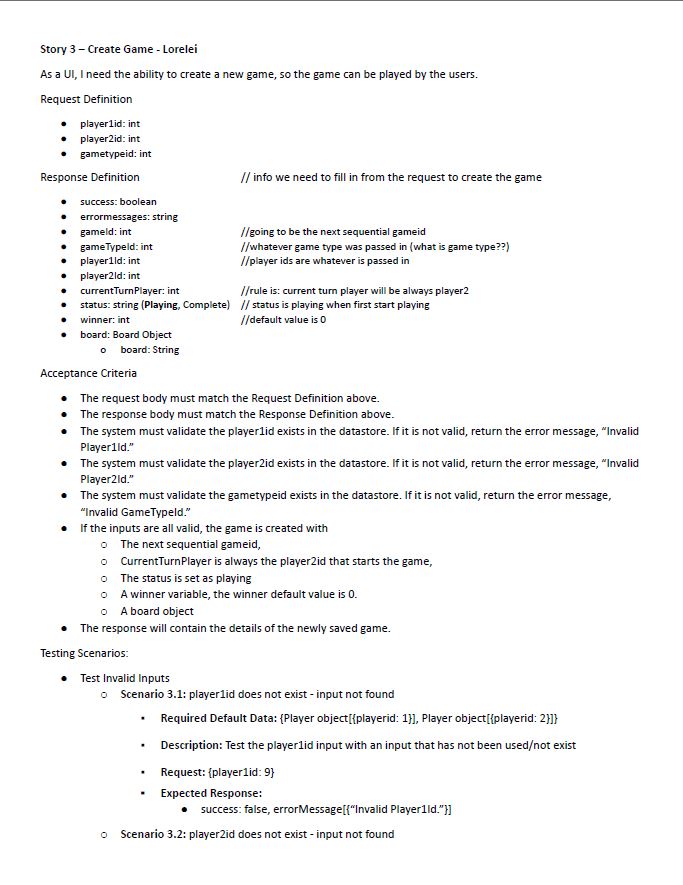 Story 3 – Create Game - Lorelei
As a UI, I need the ability to create a new game, so the game can be played by the users.
Request Definition
● player1id: int
● player2id: int
● gametypeid: int
Response Definition // info we need to fill in from the request to create the game
● success: boolean
● errormessages: string
● gameId: int //going to be the next sequential gameid
● gameTypeId: int //whatever game type was passed in (what is game type??)
● player1Id: int //player ids are whatever is passed in
● player2Id: int
● currentTurnPlayer: int //rule is: current turn player will be always player2
● status: string (Playing, Complete) // status is playing when first start playing
● winner: int //default value is 0
● board: Board Object
○ board: String
Acceptance Criteria
● The request body must match the Request Definition above.
● The response body must match the Response Definition above.
● The system must validate the player1id exists in the datastore. If it is not valid, return the error message, “Invalid
Player1Id.”
● The system must validate the player2id exists in the datastore. If it is not valid, return the error message, “Invalid
Player2Id.”
● The system must validate the gametypeid exists in the datastore. If it is not valid, return the error message,
“Invalid GameTypeId.”
● If the inputs are all valid, the game is created with
○ The next sequential gameid,
○ CurrentTurnPlayer is always the player2id that starts the game,
○ The status is set as playing
○ A winner variable, the winner default value is 0.
○ A board object
● The response will contain the details of the newly saved game.
Testing Scenarios:
● Test Invalid Inputs
○ Scenario 3.1: player1id does not exist - input not found
▪ Required Default Data: {Player object[{playerid: 1}], Player object[{playerid: 2}]}
▪ Description: Test the player1id input with an input that has not been used/not exist
▪ Request: {player1id: 9}
▪ Expected Response:
● success: false, errorMessage[{“Invalid Player1Id.”}]
○ Scenario 3.2: player2id does not exist - input not found